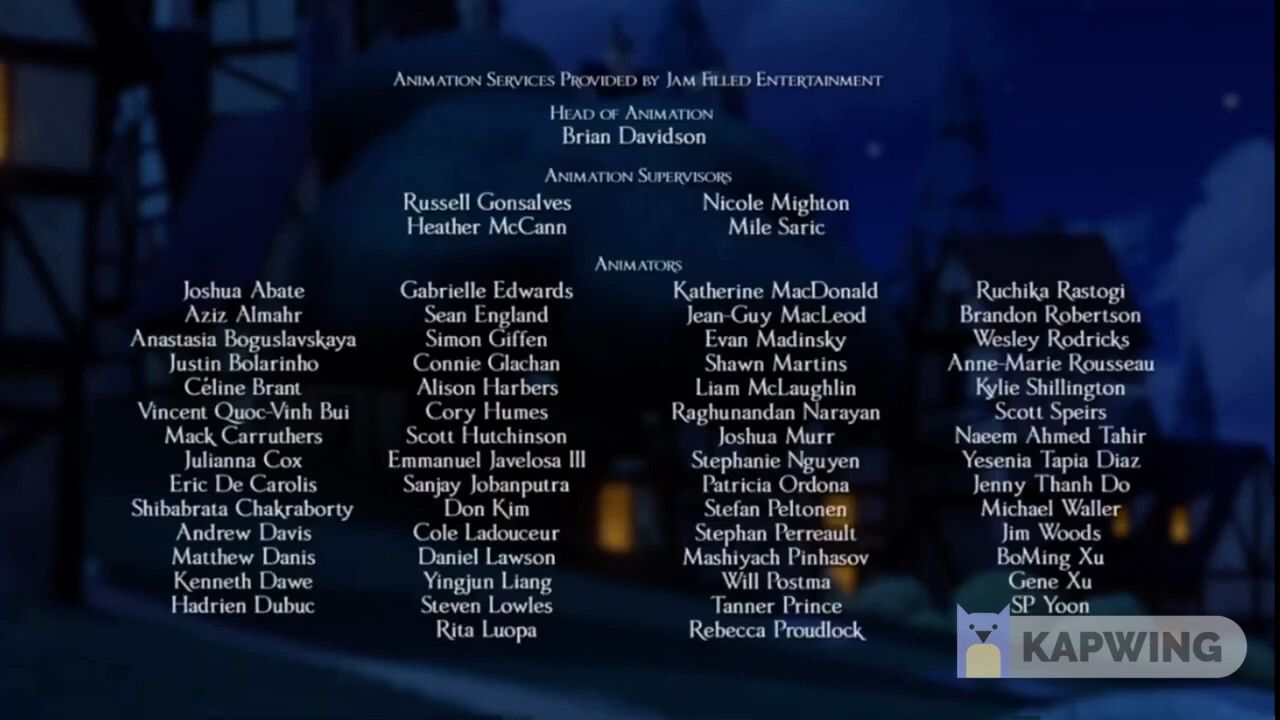 Animation Services Provided by Jam Filled Entertainment
Head of Animation
Brian Davidson
Animation Supervisors
Russell Gonsalves
Heather McCann
Nicole Mighton
Mile Saric
Animators
Joshua Abate
Aziz Almahr
Anastasia Boguslavskaya
Justin Bolarinho
Céline Brant
Vincent Quoc-Vinh Bui
Mack Carruthers
Julianna Cox
Eric De Carolis
Shibabrata Chakraborty
Andrew Davis
Matthew Danis
Kenneth Dawe
Hadrien Dubuc
Gabrielle Edwards
Sean England
Simon Giffen
Connie Glachan
Alison Harbers
Cory Humes
Scott Hutchinson
Emmanuel Javelosa III
Sanjay Jobanputra
Don Kim
Cole Ladouceur
Daniel Lawson
Yingjun Liang
Steven Lowles
Rita Luopa
Katherine MacDonald
Jean-Guy MacLeod
Evan Madinsky
Shawn Martins
Liam McLaughlin
Raghunandan Narayan
Joshua Murr
Stephanie Nguyen
Patricia Ordona
Stefan Peltonen
Stephan Perreault
Mashiyach Pinhasov
Will Postma
Tanner Prince
Rebecca Proudlock
Ruchika Rastogi
Brandon Robertson
Wesley Rodricks
Anne-Marie Rousseau
Kylie Shillington
Scott Speirs
Naeem Ahmed Tahir
Yesenia Tapia Diaz
Jenny Thanh Do
Michael Waller
Jim Woods
BoMing Xu
Gene Xu
SP Yoon
KAPWING